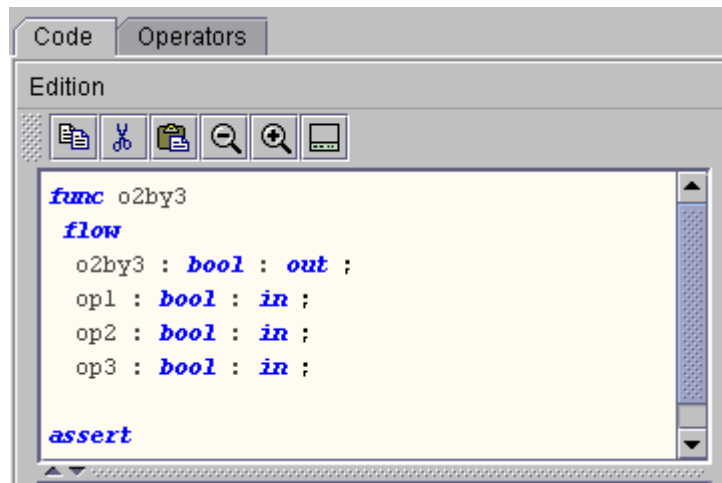 Code Operators
Edition
func o2by3
flow
o2by3 : bool : out ;
op1 : bool : in ;
op2 : bool : in ;
op3 : bool : in ;
assert